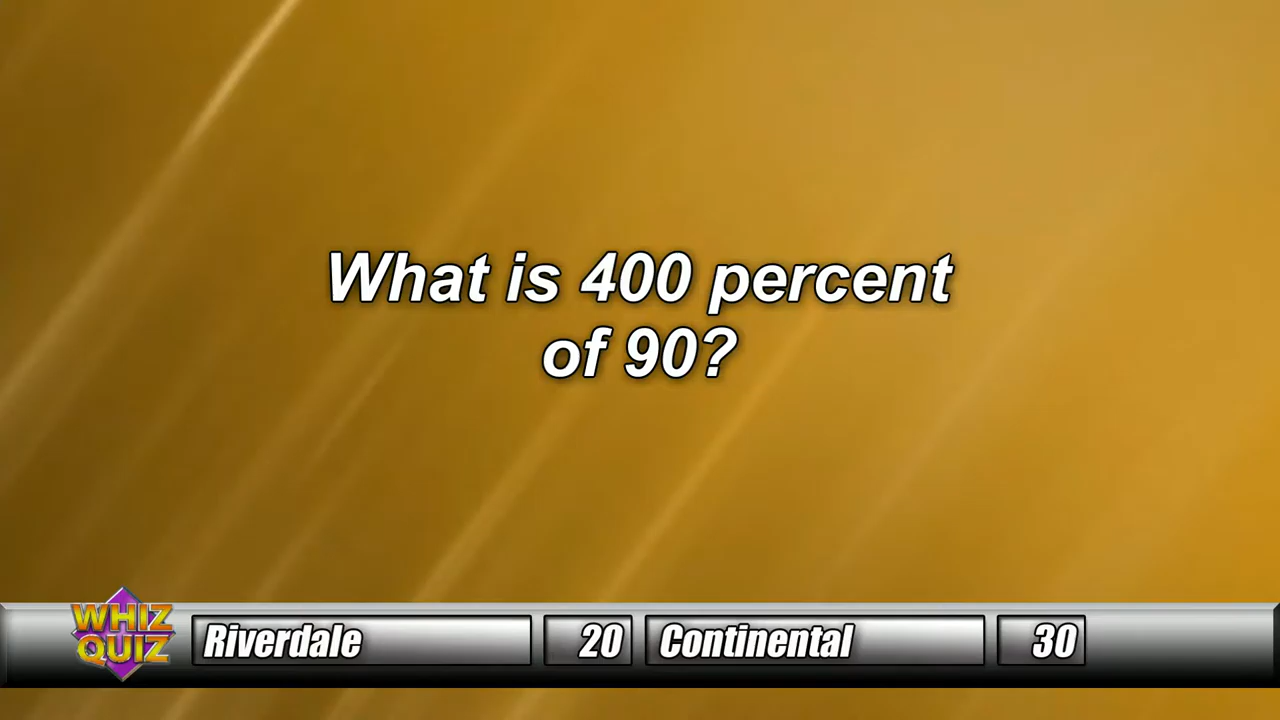 What is 400 percent
of 90?
WHIZ
QUIZ
Riverdale 20 Continental 30